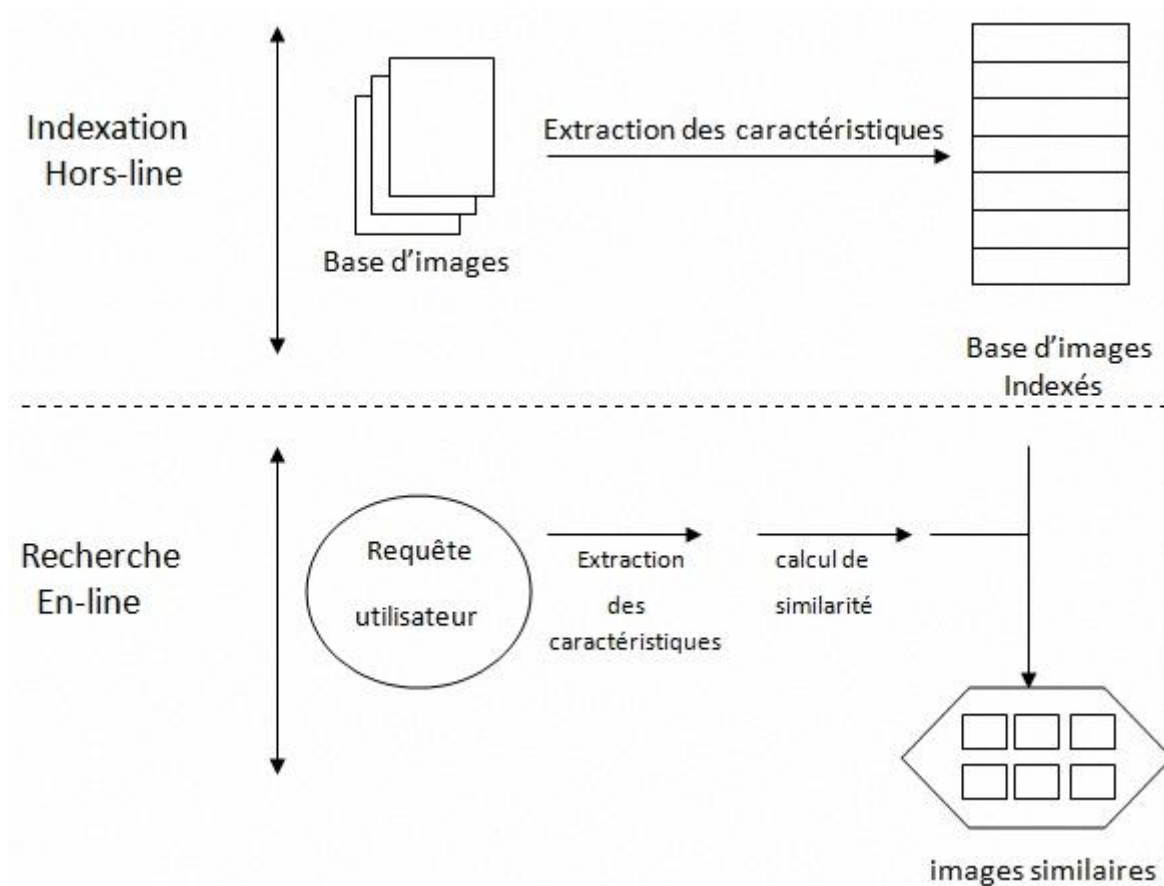 Indexation
Hors-line
Extraction des caractéristiques
Base d'images
Base d'images
Indexés
Recherche
En-line
Requête
utilisateur
Extraction
des
caractéristiques
calcul de
similarité
images similaires